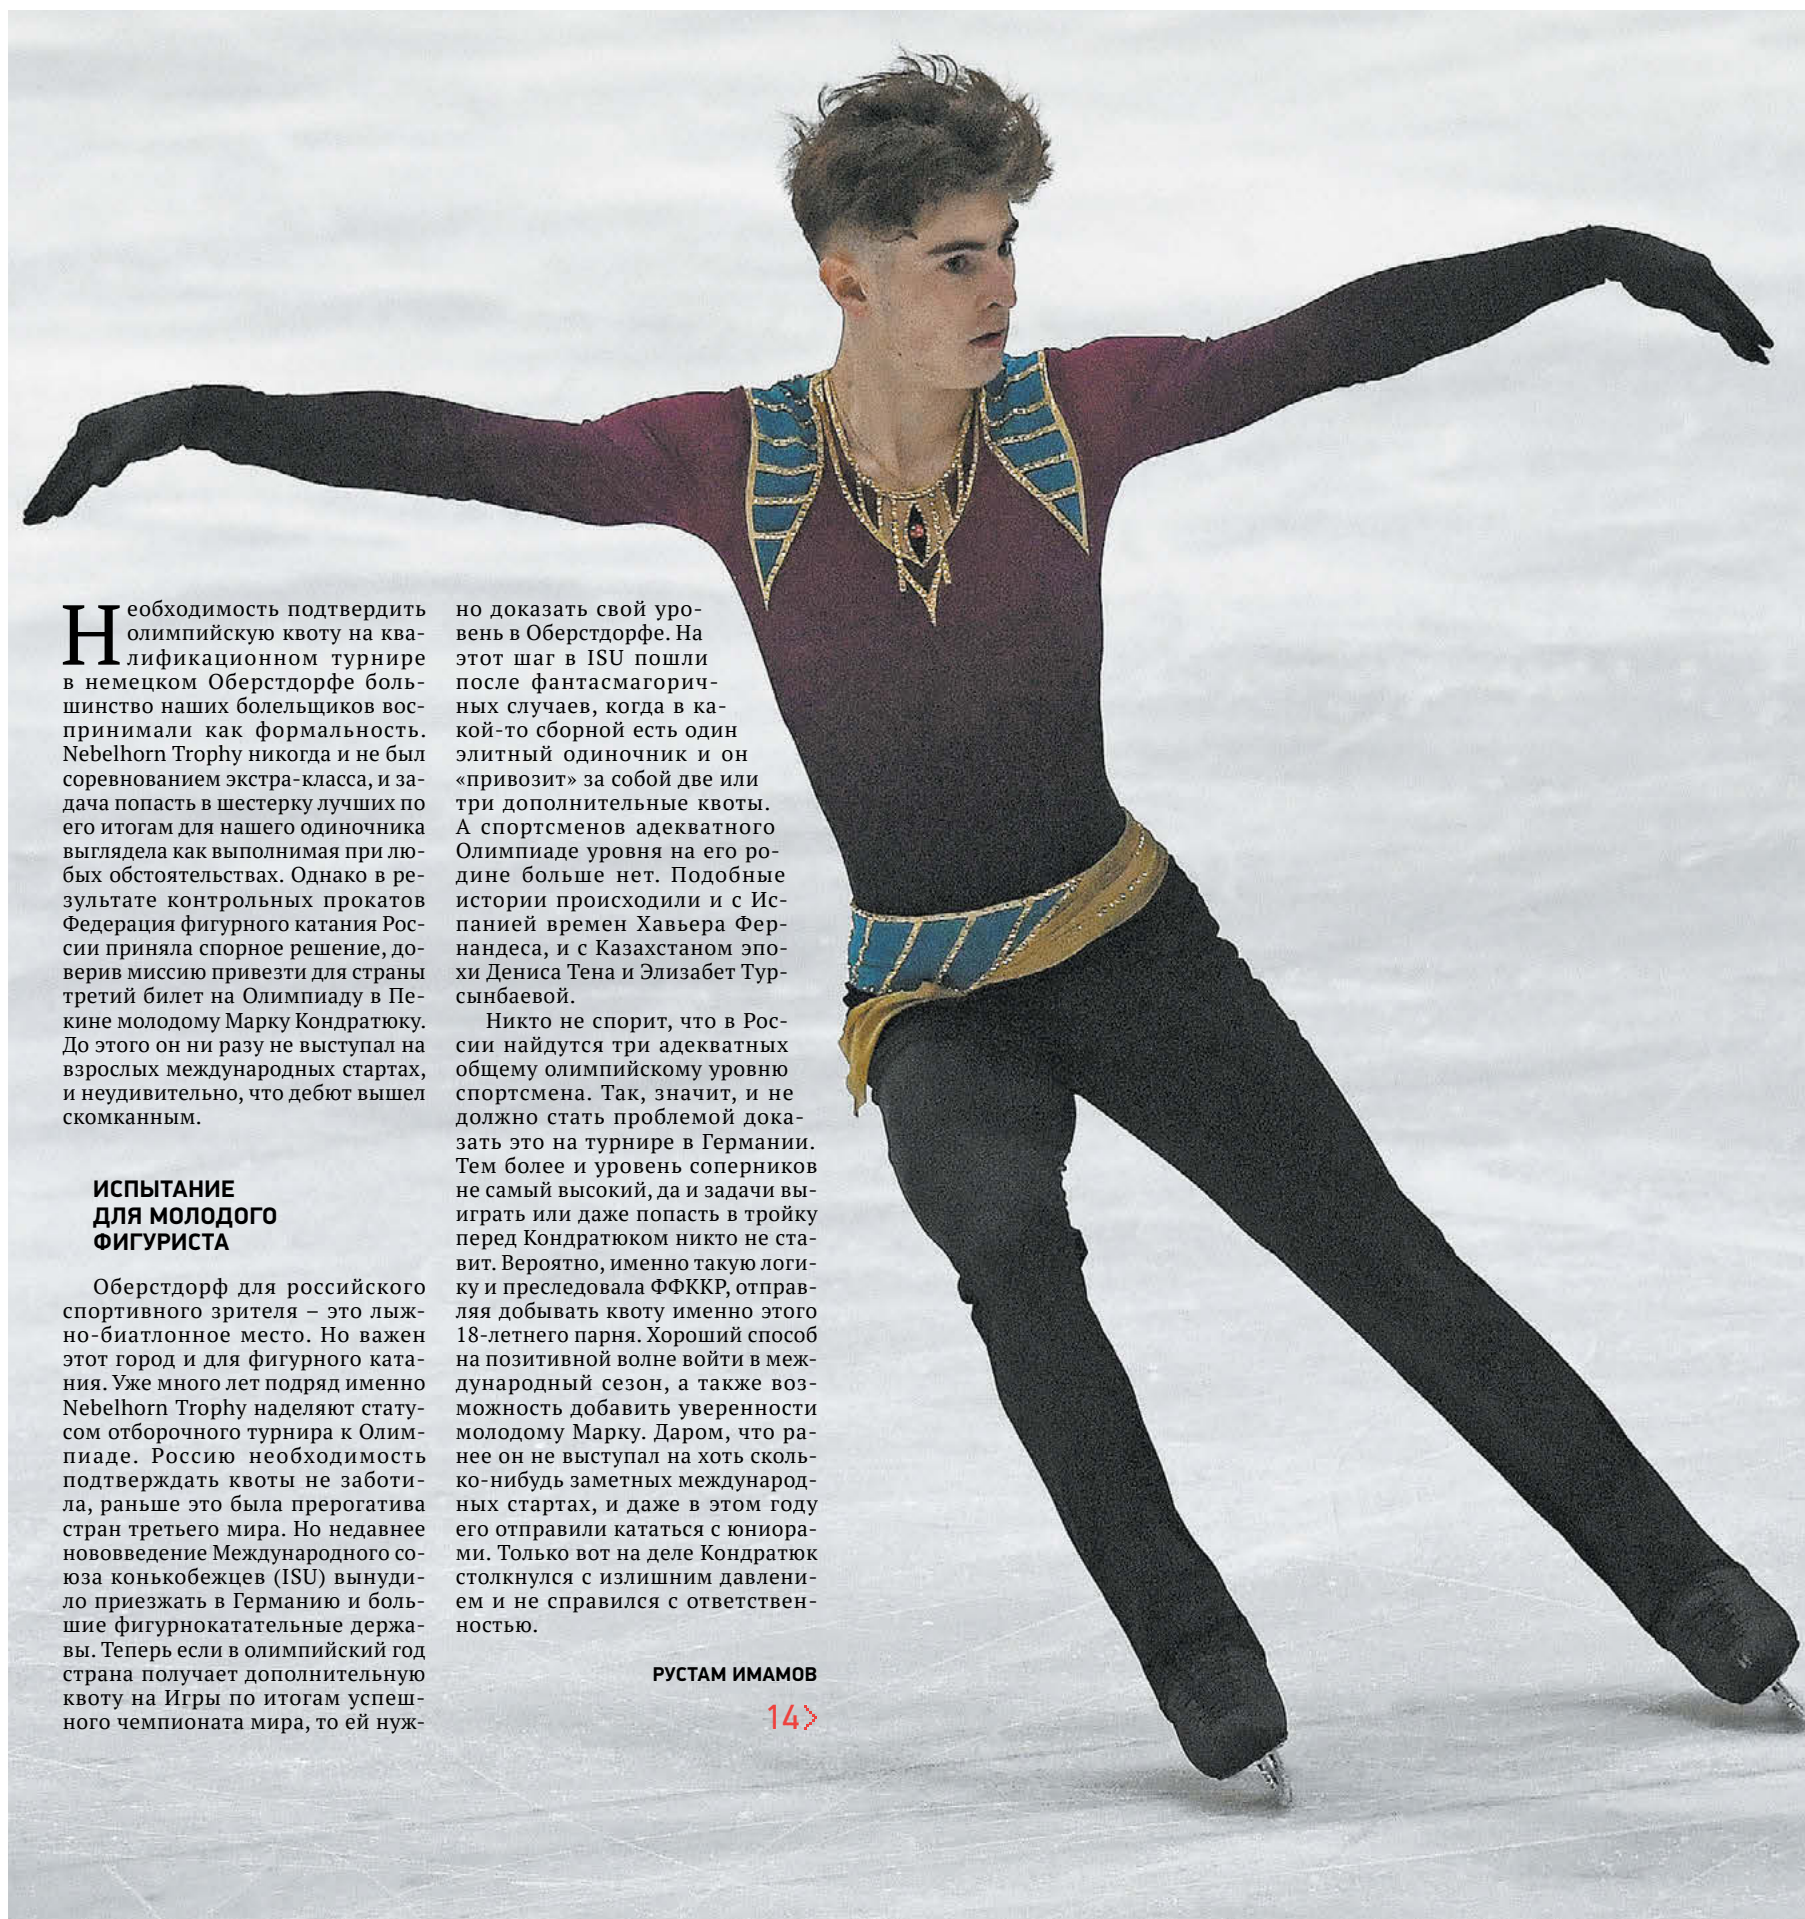 Необходимость подтвердить
олимпийскую квоту на ква-
лификационном турнире
в немецком Оберстдорфе боль-
шинство наших болельщиков вос-
принимали как формальность.
Nebelhorn Trophy никогда и не был
соревнованием экстра-класса, и за-
дача попасть в шестерку лучших по
его итогам для нашего одиночника
выглядела как выполнимая при лю-
бых обстоятельствах. Однако в ре-
зультате контрольных прокатов
Федерация фигурного катания Рос-
сии приняла спорное решение, до-
верив миссию привезти для страны
третий билет на Олимпиаду в Пе-
кине молодому Марку Кондратюку.
До этого он ни разу не выступал на
взрослых международных стартах,
и неудивительно, что дебют вышел
скомканным.
ИСПЫТАНИЕ
ДЛЯ МОЛОДОГО
ФИГУРИСТА
Оберстдорф для российского
спортивного зрителя – это лыж-
но-биатлонное место. Но важен
этот город и для фигурного ката-
ния. Уже много лет подряд именно
Nebelhorn Trophy наделяют стату-
сом отборочного турнира к Олим-
пиаде. Россию необходимость
подтверждать квоты не заботи-
ла, раньше это была прерогатива
стран третьего мира. Но недавнее
нововведение Международного со-
юза конькобежцев (ISU) вынуди-
ло приезжать в Германию и боль-
шие фигурнокатательные держа-
вы. Теперь если в олимпийский год
страна получает дополнительную
квоту на Игры по итогам успеш-
ного чемпионата мира, то ей нуж-
но доказать свой уро-
вень в Оберстдорфе. На
этот шаг в ISU пошли
после фантасмагорич-
ных случаев, когда в ка-
кой-то сборной есть один
элитный одиночник и он
«привозит» за собой две или
три дополнительные квоты.
А спортсменов адекватного
Олимпиаде уровня на его ро-
дине больше нет. Подобные
истории происходили и с Ис-
панией времен Хавьера Фер-
нандеса, и с Казахстаном эпо-
хи Дениса Тена и Элизабет Тур-
сынбаевой.
Никто не спорит, что в Рос-
сии найдутся три адекватных
общему олимпийскому уровню
спортсмена. Так, значит, и не
должно стать проблемой дока-
зать это на турнире в Германии.
Тем более и уровень соперников
не самый высокий, да и задачи вы-
играть или даже попасть в тройку
перед Кондратюком никто не ста-
вит. Вероятно, именно такую логи-
ку и преследовала ФФККР, отправ-
ляя добывать квоту именно этого
18-летнего парня. Хороший способ
на позитивной волне войти в меж-
дународный сезон, а также воз-
можность добавить уверенности
молодому Марку. Даром, что ра-
нее он не выступал на хоть сколь-
ко-нибудь заметных международ-
ных стартах, и даже в этом году
его отправили кататься с юниора-
ми. Только вот на деле Кондратюк
столкнулся с излишним давлени-
ем и не справился с ответствен-
ностью.
РУСТАМ ИМАМОВ
14>